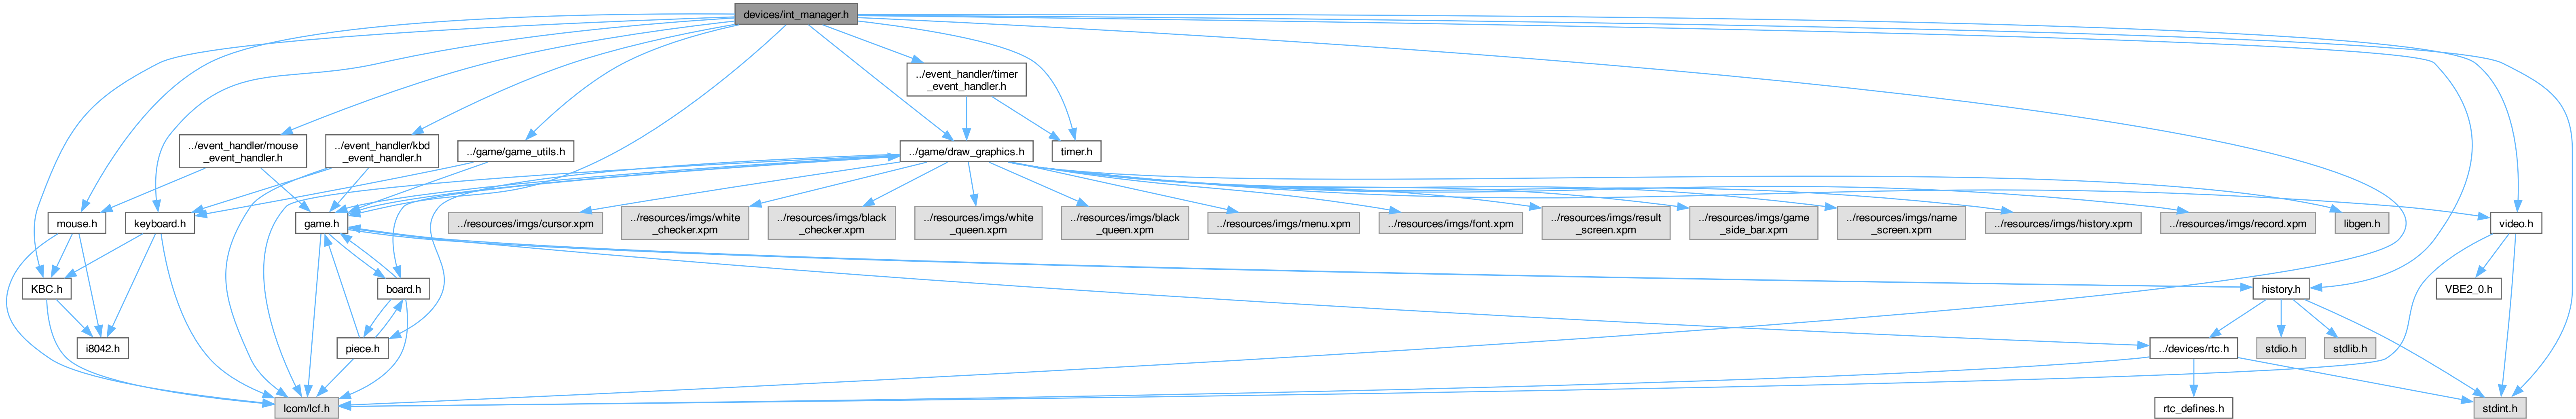 devices/int_manager.h
../event_handler/timer
_event_handler.h
../event_handler/mouse
_event_handler.h
../event_handler/kbd
_event_handler.h
../game/game_utils.h
../game/draw_graphics.h
timer.h
mouse.h
keyboard.h
game.h
../resources/imgs/cursor.xpm
../resources/imgs/white
_checker.xpm
../resources/imgs/black
_checker.xpm
../resources/imgs/white
_queen.xpm
../resources/imgs/black
_queen.xpm
../resources/imgs/menu.xpm
../resources/imgs/font.xpm
../resources/imgs/result
_screen.xpm
../resources/imgs/game
_side_bar.xpm
../resources/imgs/name
_screen.xpm
../resources/imgs/history.xpm
../resources/imgs/record.xpm
libgen.h
video.h
KBC.h
board.h
history.h
VBE2_0.h
i8042.h
piece.h
../devices/rtc.h
stdio.h
stdlib.h
lcom/lcf.h
rtc_defines.h
stdint.h